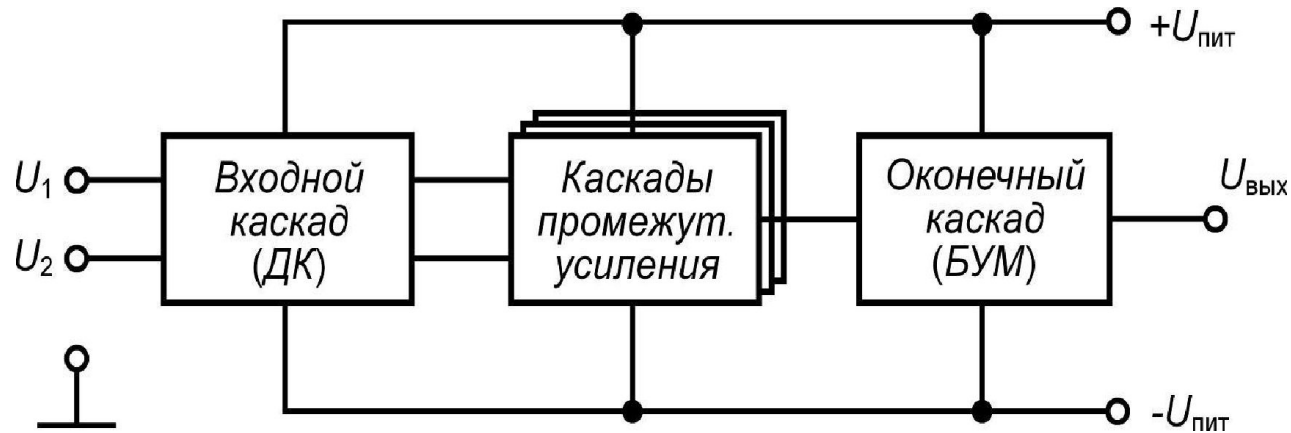 +Uпит
U1
U2
Входной
каскад
(ДК)
Каскады
промежут.
усиления
Оконечный
каскад
(БУМ)
Uвых
-Uпит